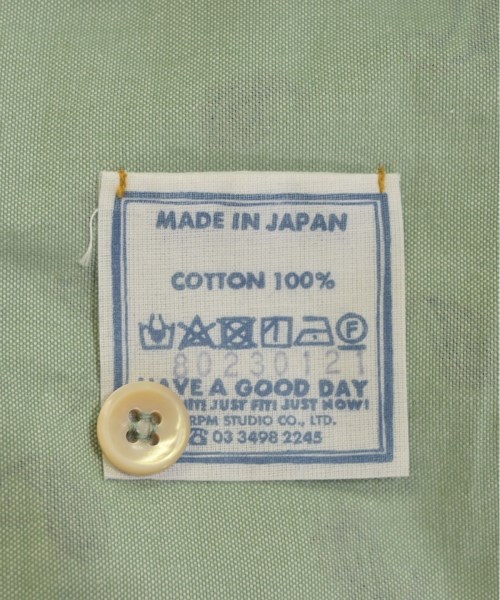 MADE IN JAPAN
COTTON 100%
F
80230121
HAVE A GOOD DAY
JUST FIT! JUST NOW!
RPM STUDIO CO., LTD.
☎ 03 3498 2245